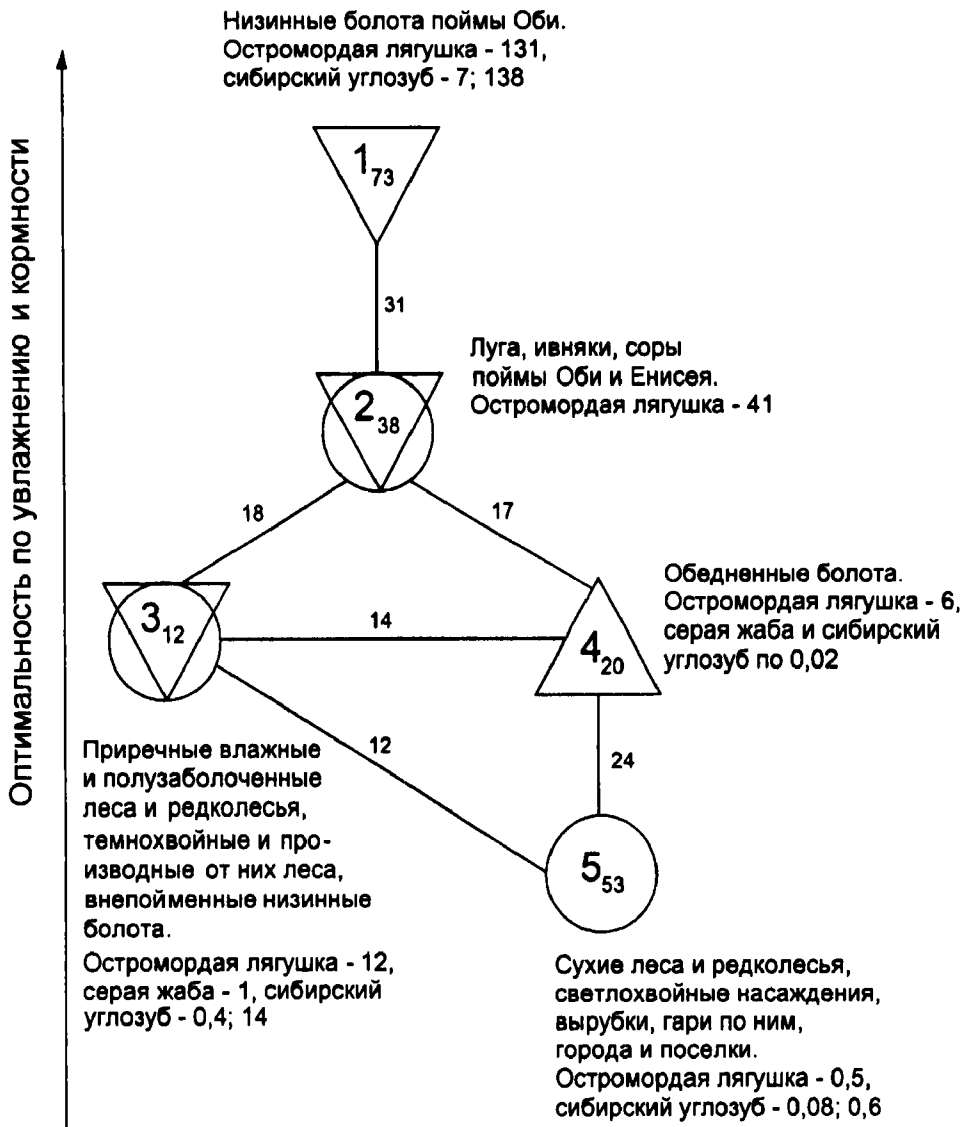 Низинные болота поймы Оби.
Остромордая лягушка - 131,
сибирский углозуб - 7; 138
Оптимальность по увлажнению и кормности
1 73
31
Луга, ивняки, соры
поймы Оби и Енисея.
Остромордая лягушка - 41
2 38
18
17
Обедненные болота.
Остромордая лягушка - 6,
серая жаба и сибирский
углозуб по 0,02
3 12
14
4 20
12
24
Приречные влажные
и полузаболоченные
леса и редколесья,
темнохвойные и про-
изводные от них леса,
внепойменные низинные
болота.
Остромордая лягушка - 12,
серая жаба - 1, сибирский
углозуб - 0,4; 14
5 53
Сухие леса и редколесья,
светлохвойные насаждения,
вырубки, гари по ним,
города и поселки.
Остромордая лягушка - 0,5,
сибирский углозуб - 0,08; 0,6